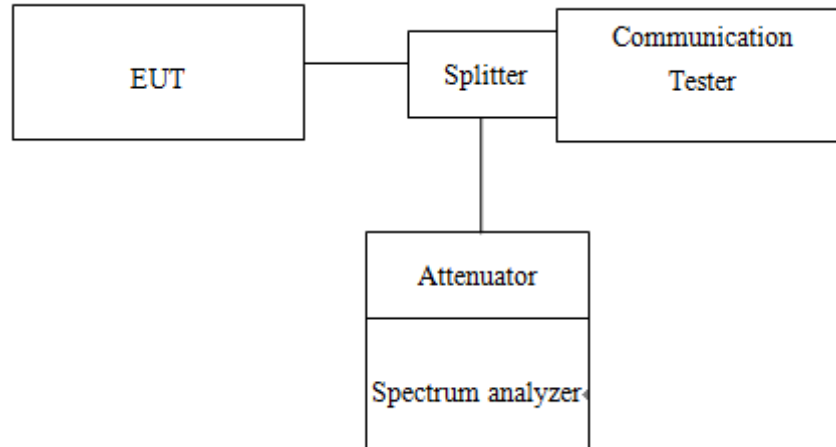 EUT
Splitter
Communication
Tester
Attenuator
Spectrum analyzer